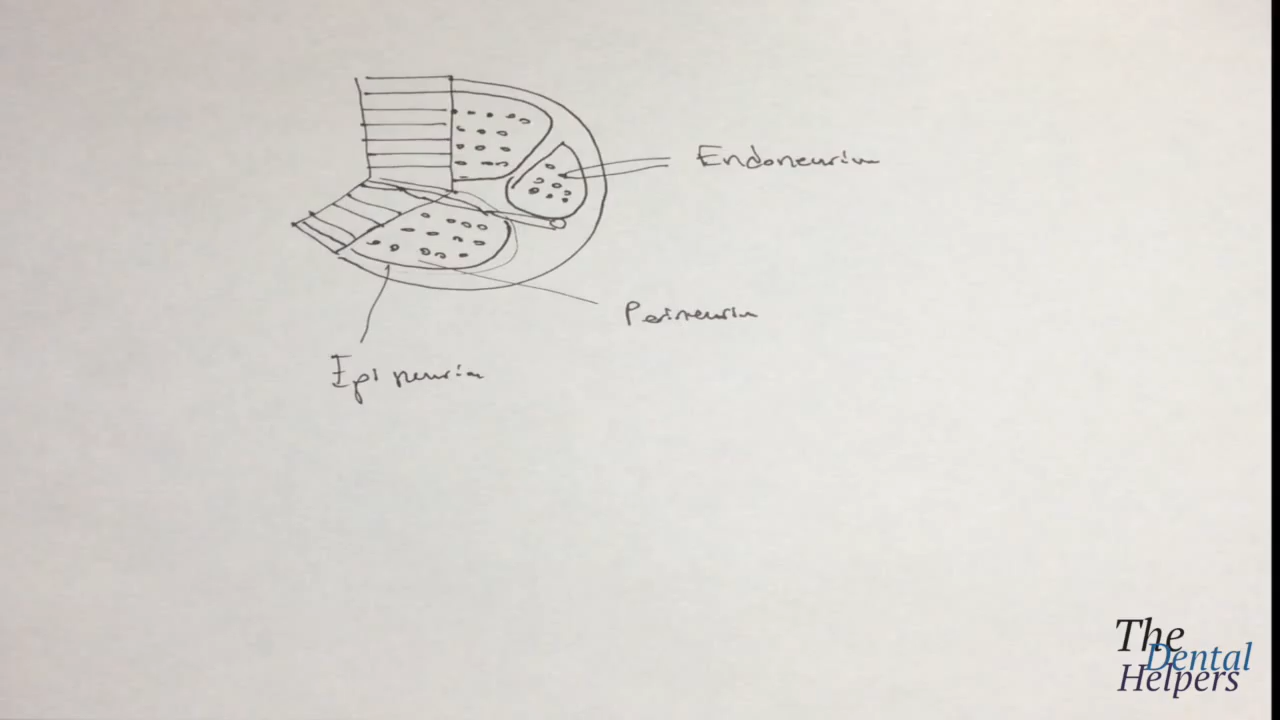 Endoneurium
Perineurium
Epineurium
The
Dental
Helpers